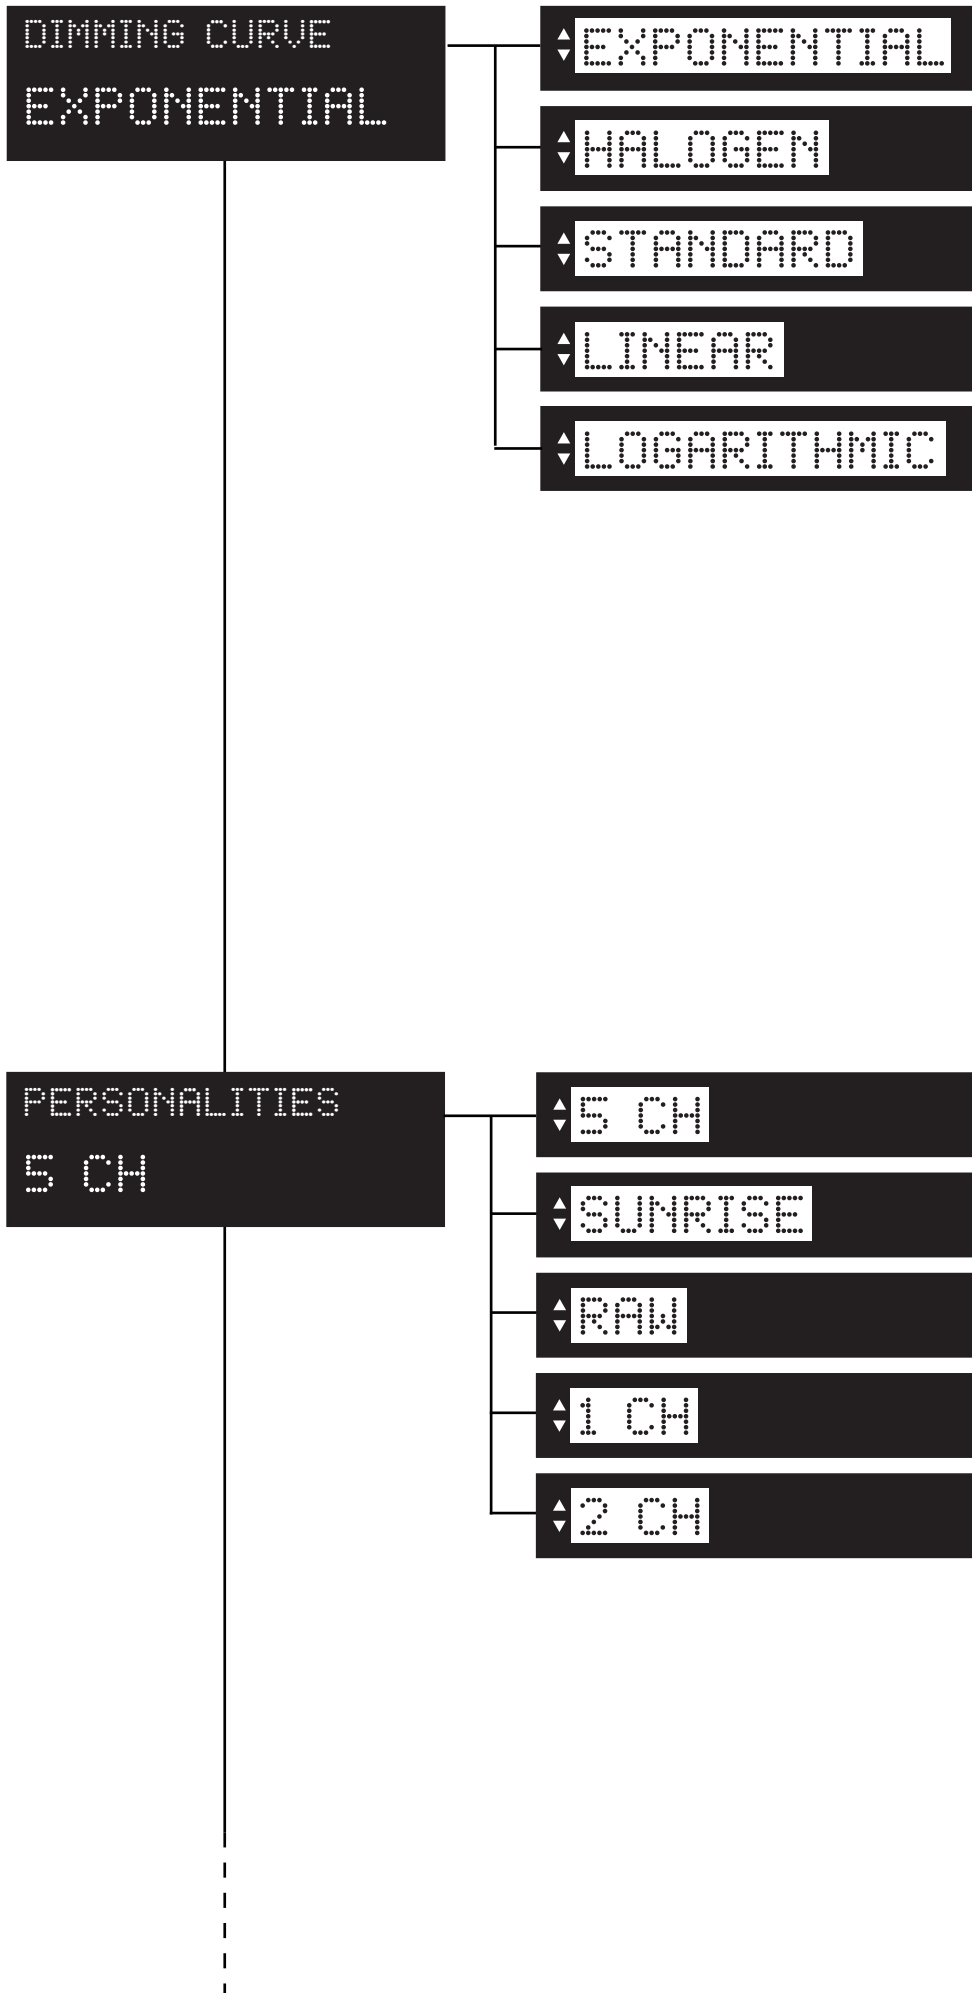 DIMMING CURVE
EXPONENTIAL
EXPONENTIAL
HALOGEN
STANDARD
LINEAR
LOGARITHMIC
PERSONALITIES
5 CH
5 CH
SUNRISE
RAW
1 CH
2 CH